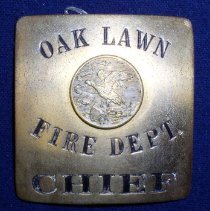 OAK LAWN
FIRE DEPT.
CHIEF